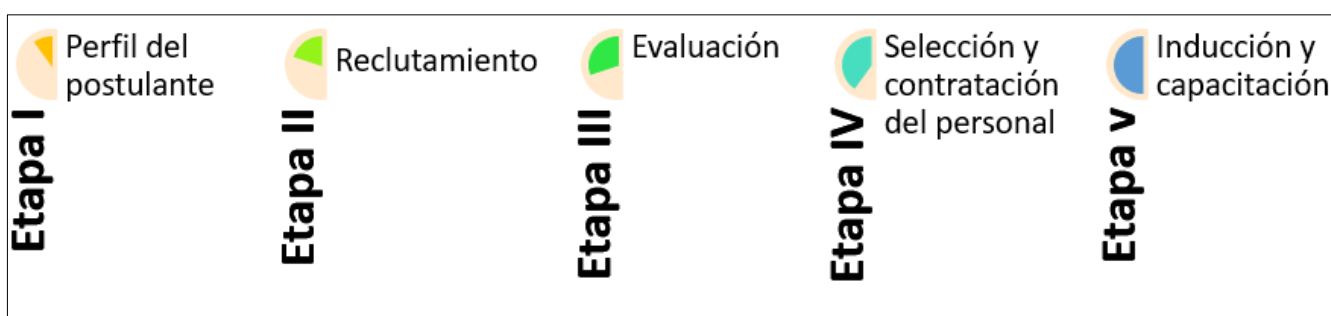 Etapa I
Perfil del
postulante
Etapa II
Reclutamiento
Etapa III
Evaluación
Etapa IV
Selección y
contratación
del personal
Etapa v
Inducción y
capacitación